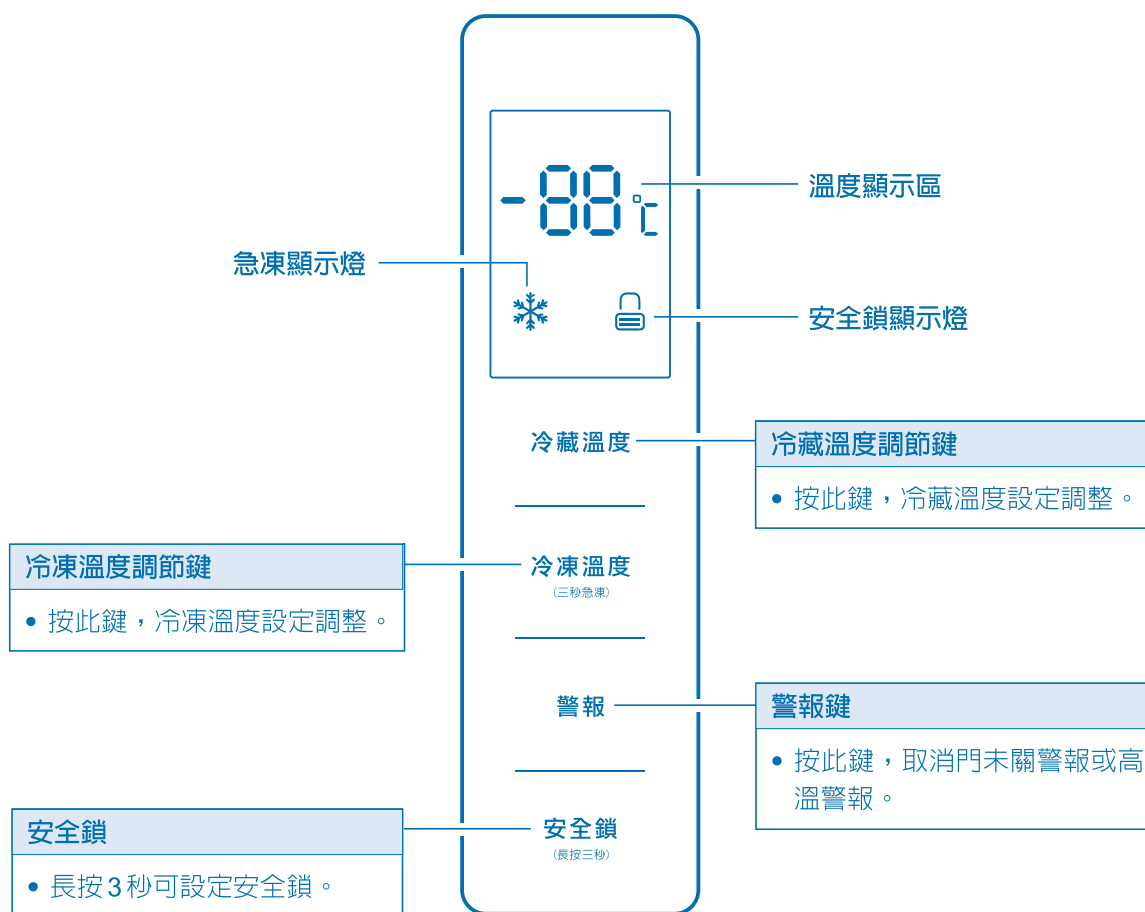 -88°C
溫度顯示區
急凍顯示燈
安全鎖顯示燈
冷藏溫度
冷藏溫度調節鍵
• 按此鍵，冷藏溫度設定調整。
冷凍溫度調節鍵
• 按此鍵，冷凍溫度設定調整。
冷凍溫度
(三秒急凍)
警報
警報鍵
• 按此鍵，取消門未關警報或高
溫警報。
安全鎖
• 長按3秒可設定安全鎖。
安全鎖
(長按三秒)